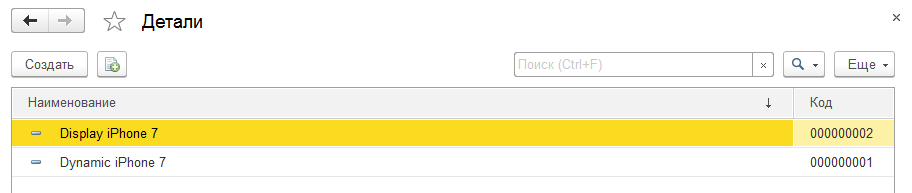 Детали
Создать Поиск (Ctrl+F) Еще
Наименование Код
Display iPhone 7 000000002
Dynamic iPhone 7 000000001